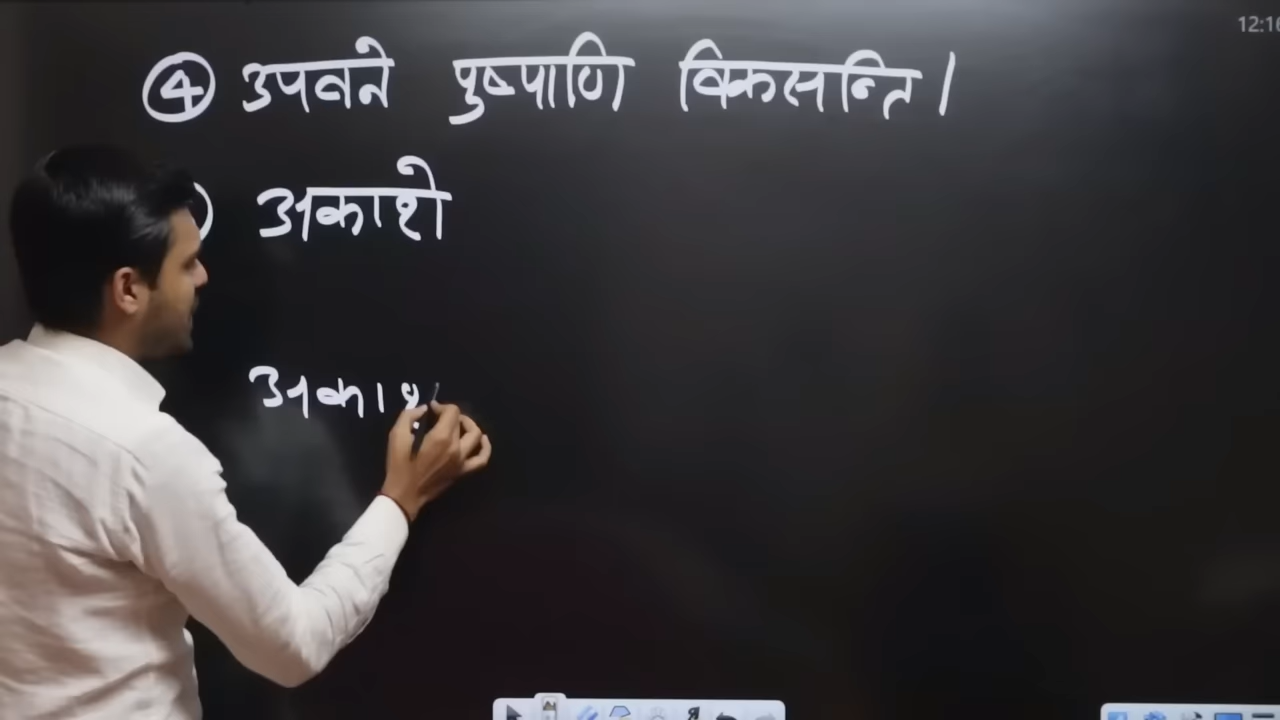 ④ उपवने पुष्पाणि विकसन्ति।
अकाशे